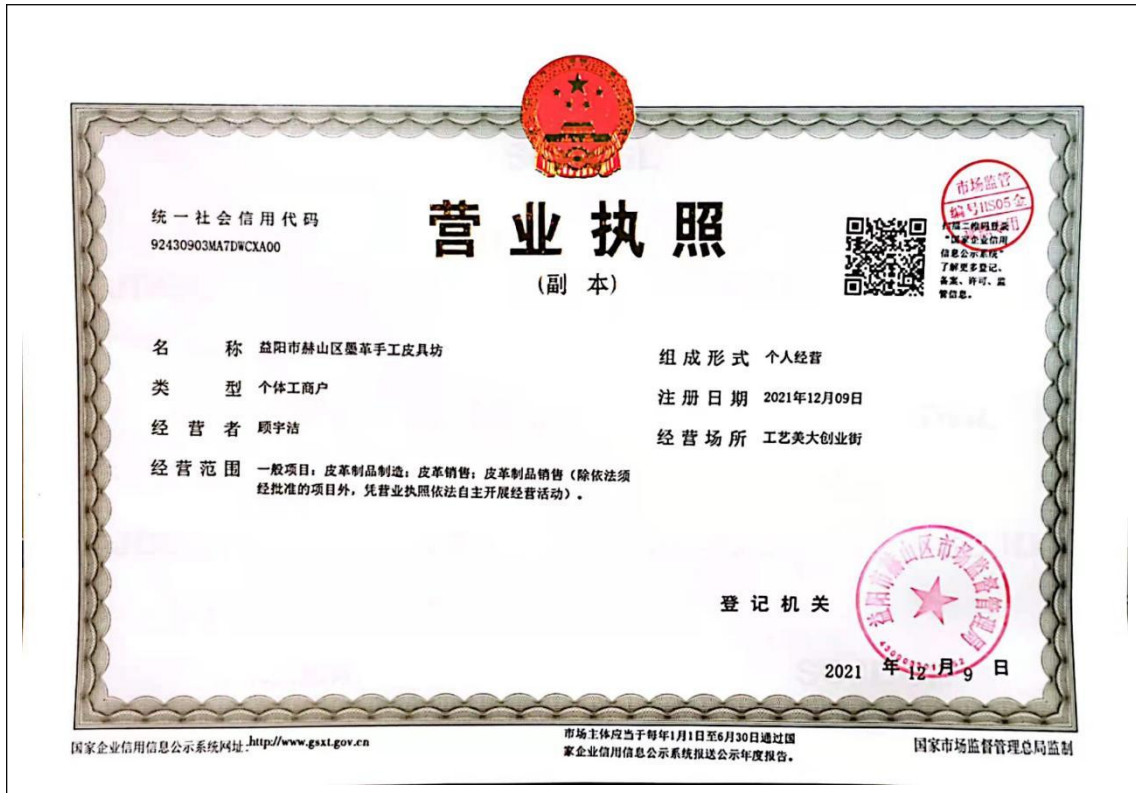 统一社会信用代码
92430903MA7DWCXA00
营业执照
(副本)
市场监管
编号HS05金
扫描二维码登录
“国家企业信用
信息公示系统”
了解更多登记、
备案、许可、监
管信息。
名称 益阳市赫山区墨革手工皮具坊
类型 个体工商户
经营者 顾宇洁
经营范围 一般项目：皮革制品制造；皮革销售；皮革制品销售（除依法须
经批准的项目外，凭营业执照依法自主开展经营活动）。
组成形式 个人经营
注册日期 2021年12月09日
经营场所 工艺美大创业街
登记机关
益阳市赫山区市场监督管理局
2021 年 12 月 9 日
国家企业信用信息公示系统网址：http://www.gsxt.gov.cn
市场主体应当于每年1月1日至6月30日通过国
家企业信用信息公示系统报送公示年度报告。
国家市场监督管理总局监制